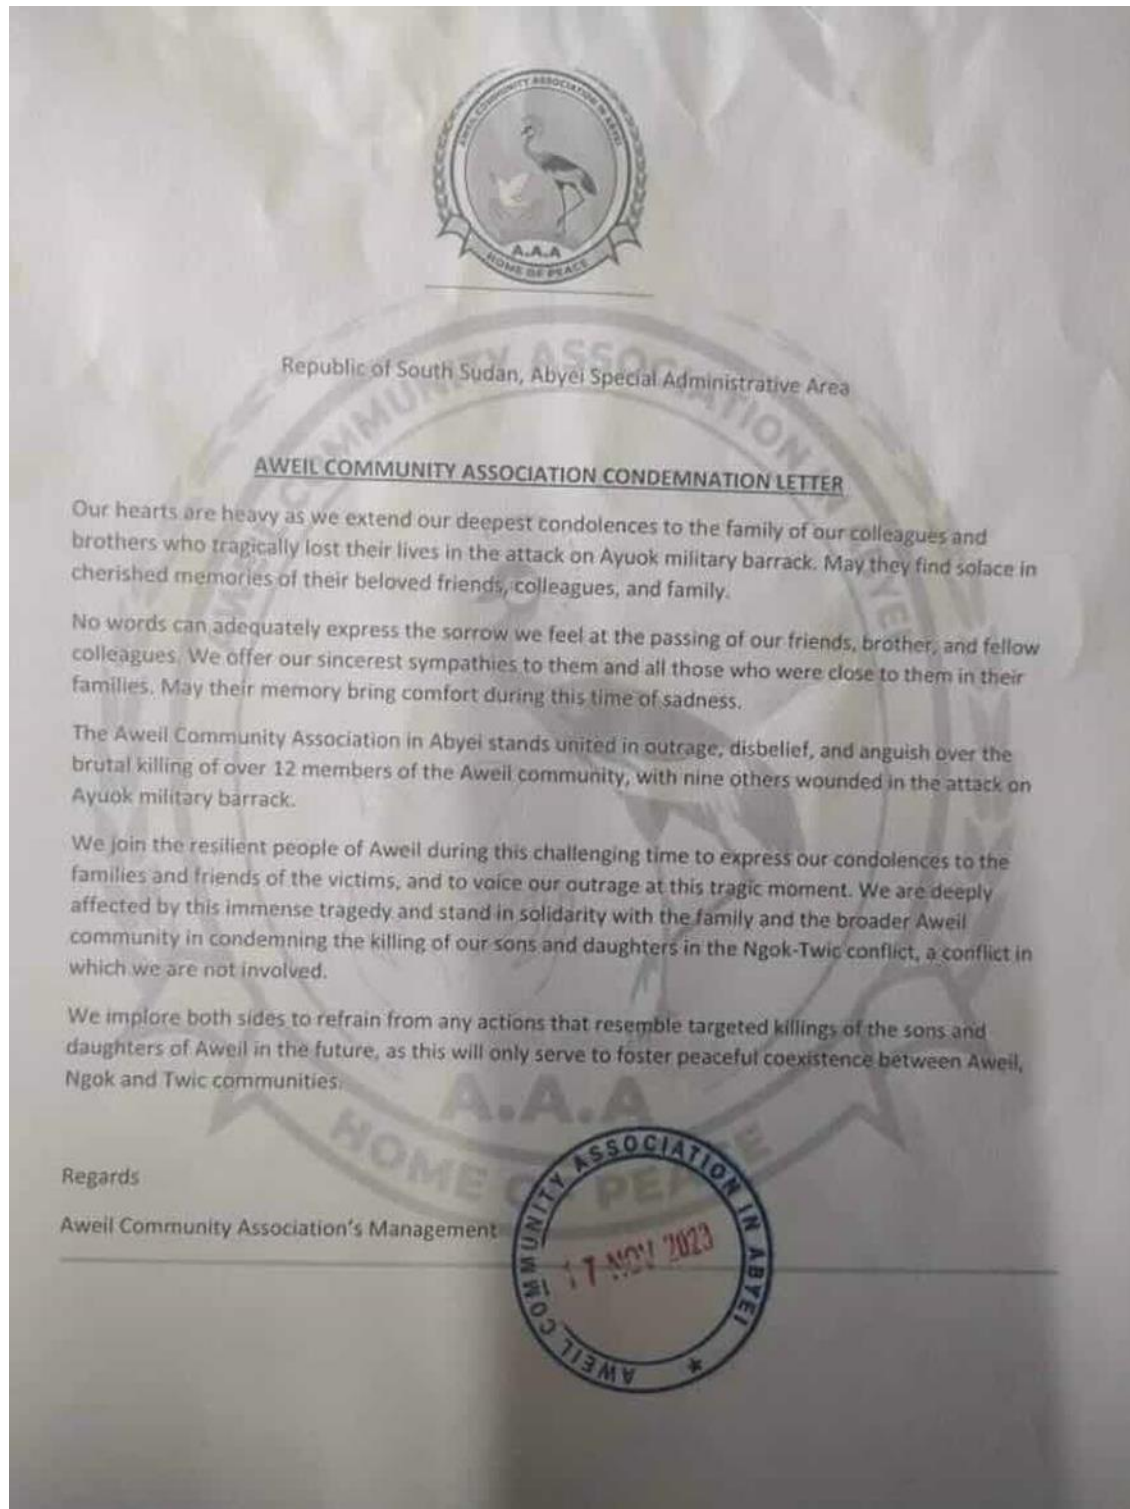 AWEIL COMMUNITY ASSOCIATION IN ABYEI
A.A.A
HOME OF PEACE
Republic of South Sudan, Abyei Special Administrative Area
AWEIL COMMUNITY ASSOCIATION CONDEMNATION LETTER
Our hearts are heavy as we extend our deepest condolences to the family of our colleagues and
brothers who tragically lost their lives in the attack on Ayuok military barrack. May they find solace in
cherished memories of their beloved friends, colleagues, and family.
No words can adequately express the sorrow we feel at the passing of our friends, brother, and fellow
colleagues. We offer our sincerest sympathies to them and all those who were close to them in their
families. May their memory bring comfort during this time of sadness.
The Aweil Community Association in Abyei stands united in outrage, disbelief, and anguish over the
brutal killing of over 12 members of the Aweil community, with nine others wounded in the attack on
Ayuok military barrack.
We join the resilient people of Aweil during this challenging time to express our condolences to the
families and friends of the victims, and to voice our outrage at this tragic moment. We are deeply
affected by this immense tragedy and stand in solidarity with the family and the broader Aweil
community in condemning the killing of our sons and daughters in the Ngok-Twic conflict, a conflict in
which we are not involved.
We implore both sides to refrain from any actions that resemble targeted killings of the sons and
daughters of Aweil in the future, as this will only serve to foster peaceful coexistence between Aweil,
Ngok and Twic communities.
Regards
Aweil Community Association's Management
AWEIL COMMUNITY ASSOCIATION IN ABYEI
17 NOV 2023
AWEIL COMMUNITY ASSOCIATION IN ABYEI
A.A.A
HOME OF PEACE